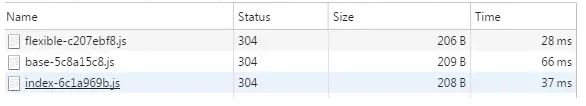 Name Status Size Time
flexible-c207ebf8.js 304 206 B 28 ms
base-5c8a15c8.js 304 209 B 66 ms
index-6c1a969b.js 304 208 B 37 ms